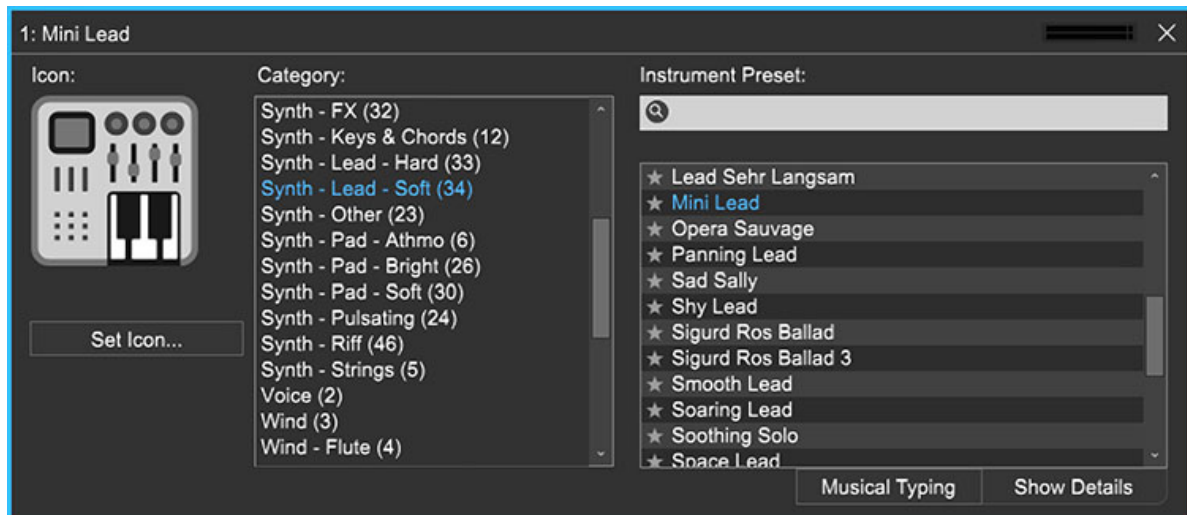 1: Mini Lead
Icon:
Set Icon...
Category:
Synth - FX (32)
Synth - Keys & Chords (12)
Synth - Lead - Hard (33)
Synth - Lead - Soft (34)
Synth - Other (23)
Synth - Pad - Athmo (6)
Synth - Pad - Bright (26)
Synth - Pad - Soft (30)
Synth - Pulsating (24)
Synth - Riff (46)
Synth - Strings (5)
Voice (2)
Wind (3)
Wind - Flute (4)
Instrument Preset:
Lead Sehr Langsam
Mini Lead
Opera Sauvage
Panning Lead
Sad Sally
Shy Lead
Sigurd Ros Ballad
Sigurd Ros Ballad 3
Smooth Lead
Soaring Lead
Soothing Solo
Space Lead
Musical Typing
Show Details